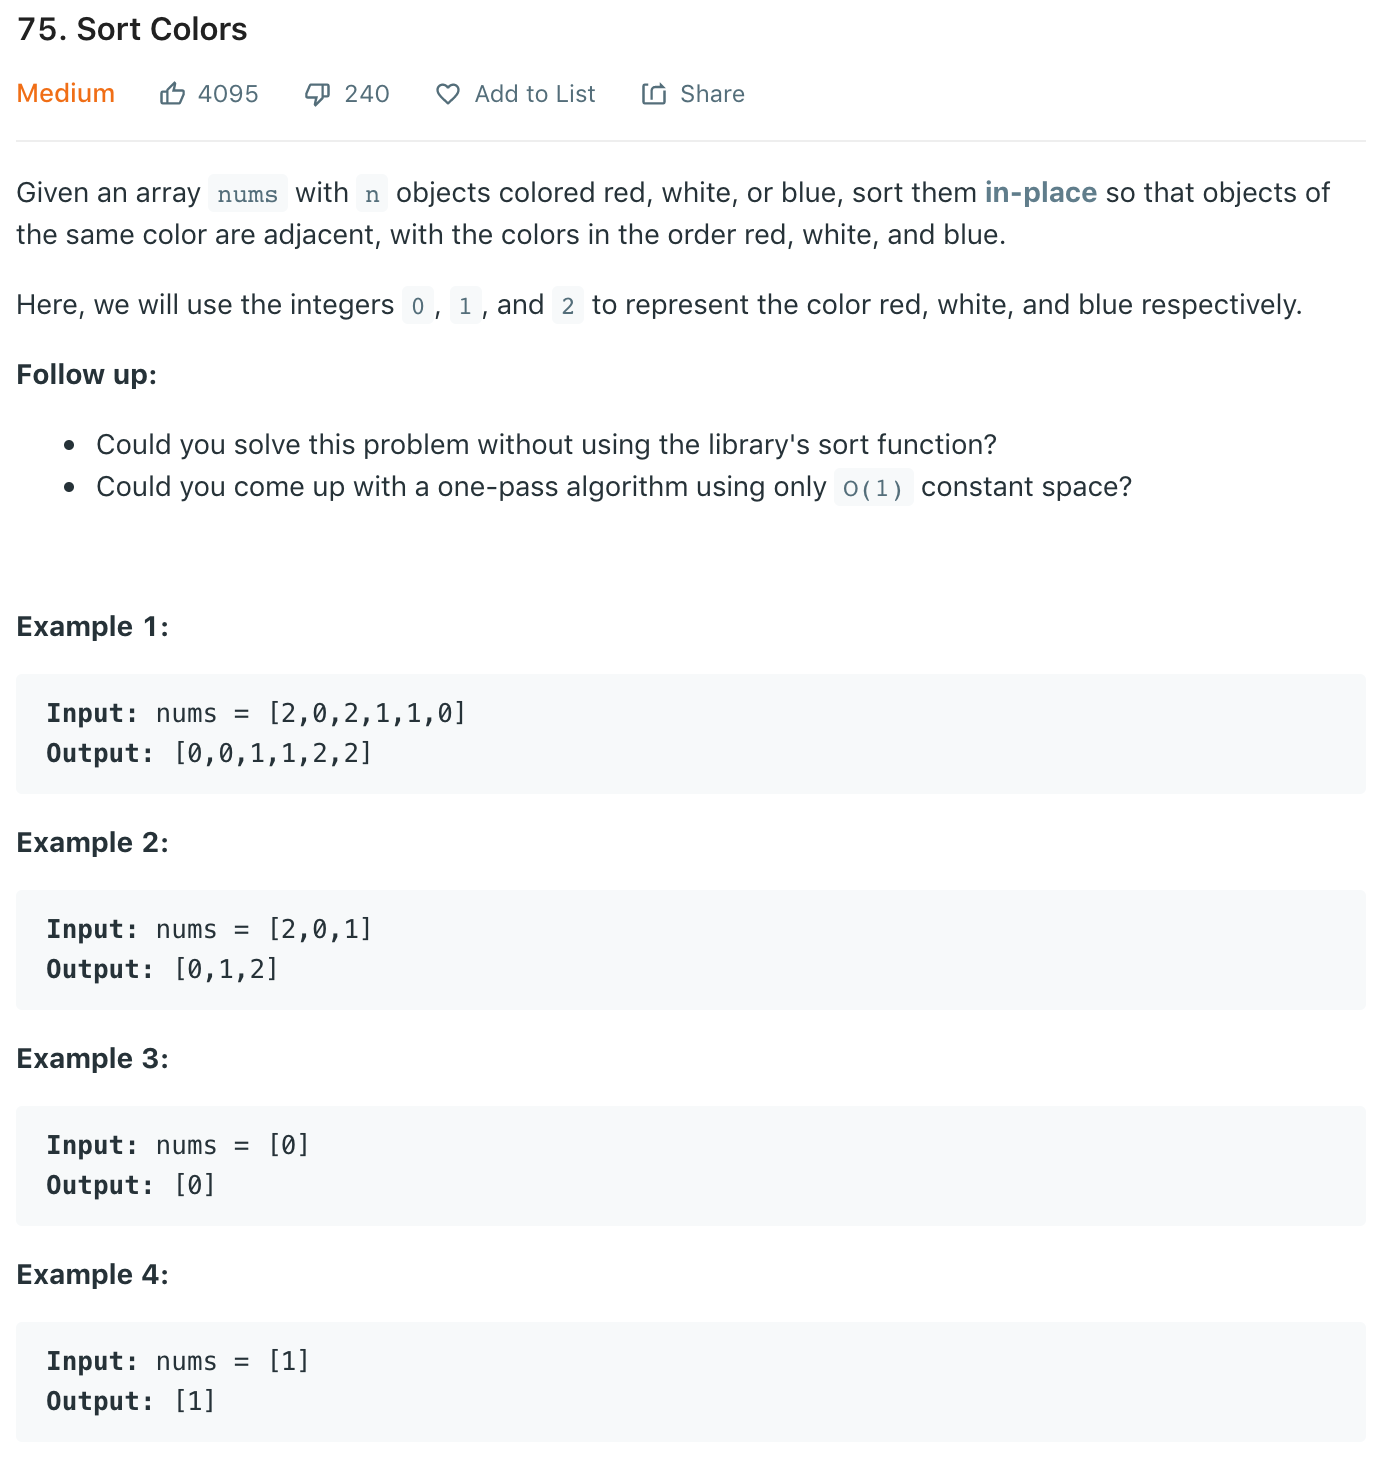 75. Sort Colors
Medium 4095 240 Add to List Share
Given an array nums with n objects colored red, white, or blue, sort them in-place so that objects of
the same color are adjacent, with the colors in the order red, white, and blue.
Here, we will use the integers 0, 1, and 2 to represent the color red, white, and blue respectively.
Follow up:
• Could you solve this problem without using the library's sort function?
• Could you come up with a one-pass algorithm using only O(1) constant space?
Example 1:
Input: nums = [2,0,2,1,1,0]
Output: [0,0,1,1,2,2]
Example 2:
Input: nums = [2,0,1]
Output: [0,1,2]
Example 3:
Input: nums = [0]
Output: [0]
Example 4:
Input: nums = [1]
Output: [1]